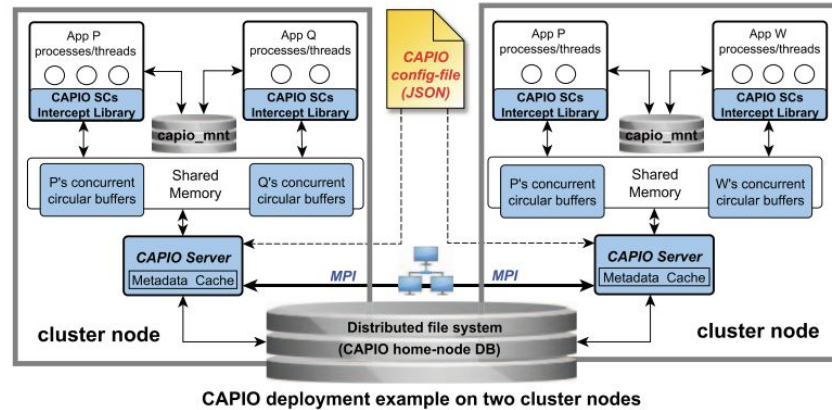 App P
processes/threads
CAPIO SCs
Intercept Library
App Q
processes/threads
CAPIO SCs
Intercept Library
capio_mnt
P's concurrent
circular buffers
Shared
Memory
Q's concurrent
circular buffers
CAPIO Server
Metadata Cache
cluster node
CAPIO
config-file
(JSON)
MPI
MPI
App P
processes/threads
CAPIO SCs
Intercept Library
App W
processes/threads
CAPIO SCs
Intercept Library
capio_mnt
P's concurrent
circular buffers
Shared
Memory
W's concurrent
circular buffers
CAPIO Server
Metadata Cache
cluster node
Distributed file system
(CAPIO home-node DB)
CAPIO deployment example on two cluster nodes